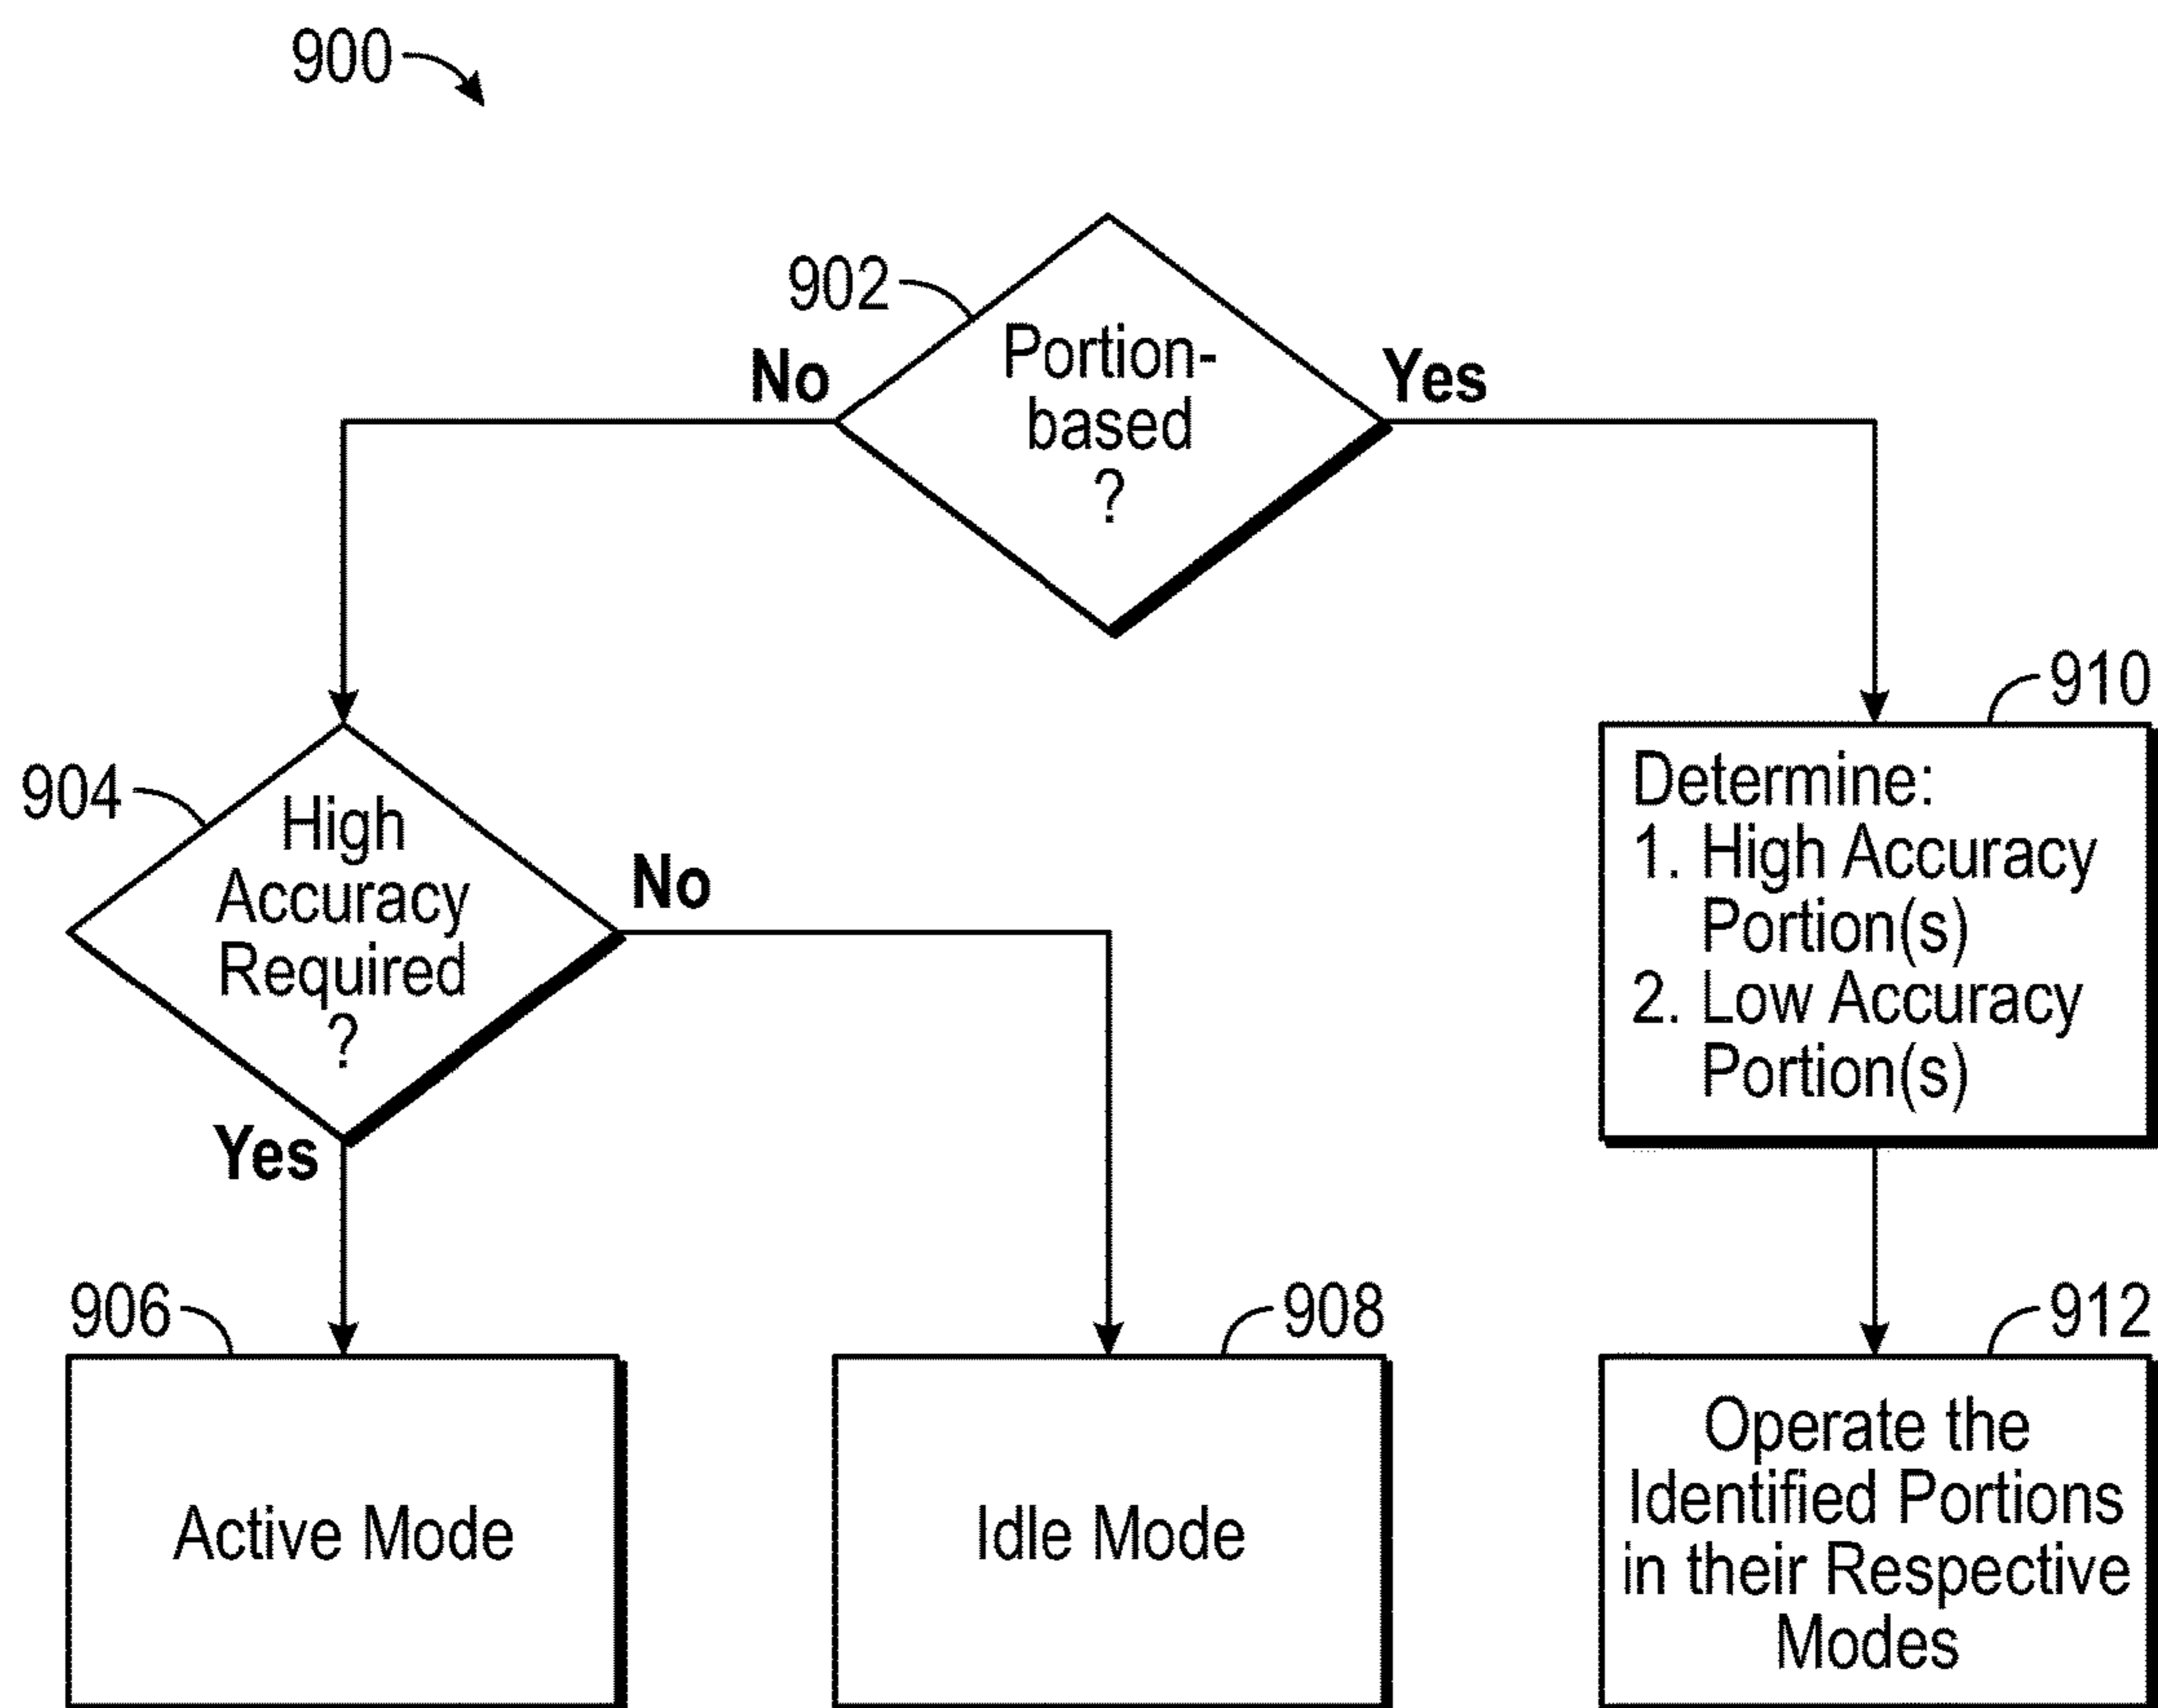 900
902
Portion-
based
?
No
Yes
904
High
Accuracy
Required
?
No
Yes
910
Determine:
1. High Accuracy
Portion(s)
2. Low Accuracy
Portion(s)
906
Active Mode
908
Idle Mode
912
Operate the
Identified Portions
in their Respective
Modes